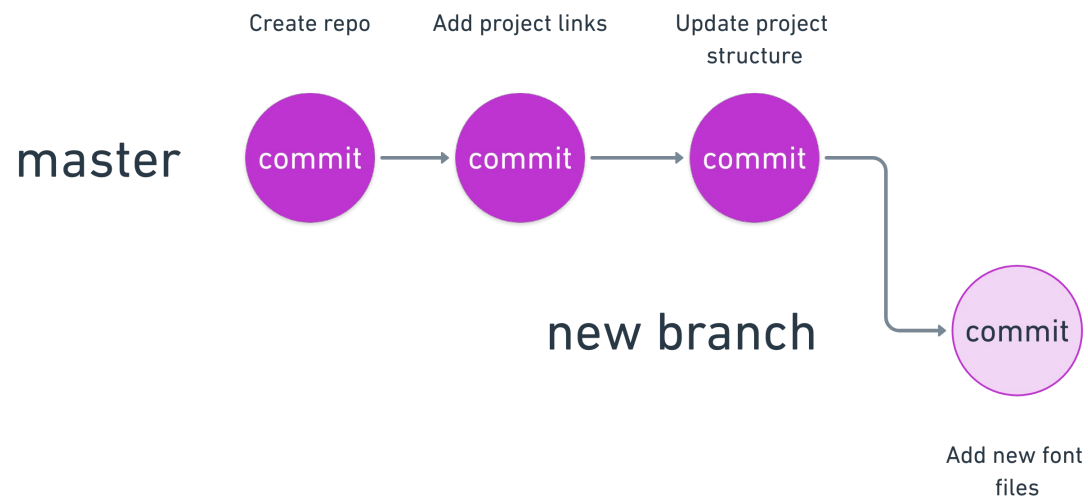 Create repo
Add project links
Update project
structure
master
commit
commit
commit
new branch
commit
Add new font
files